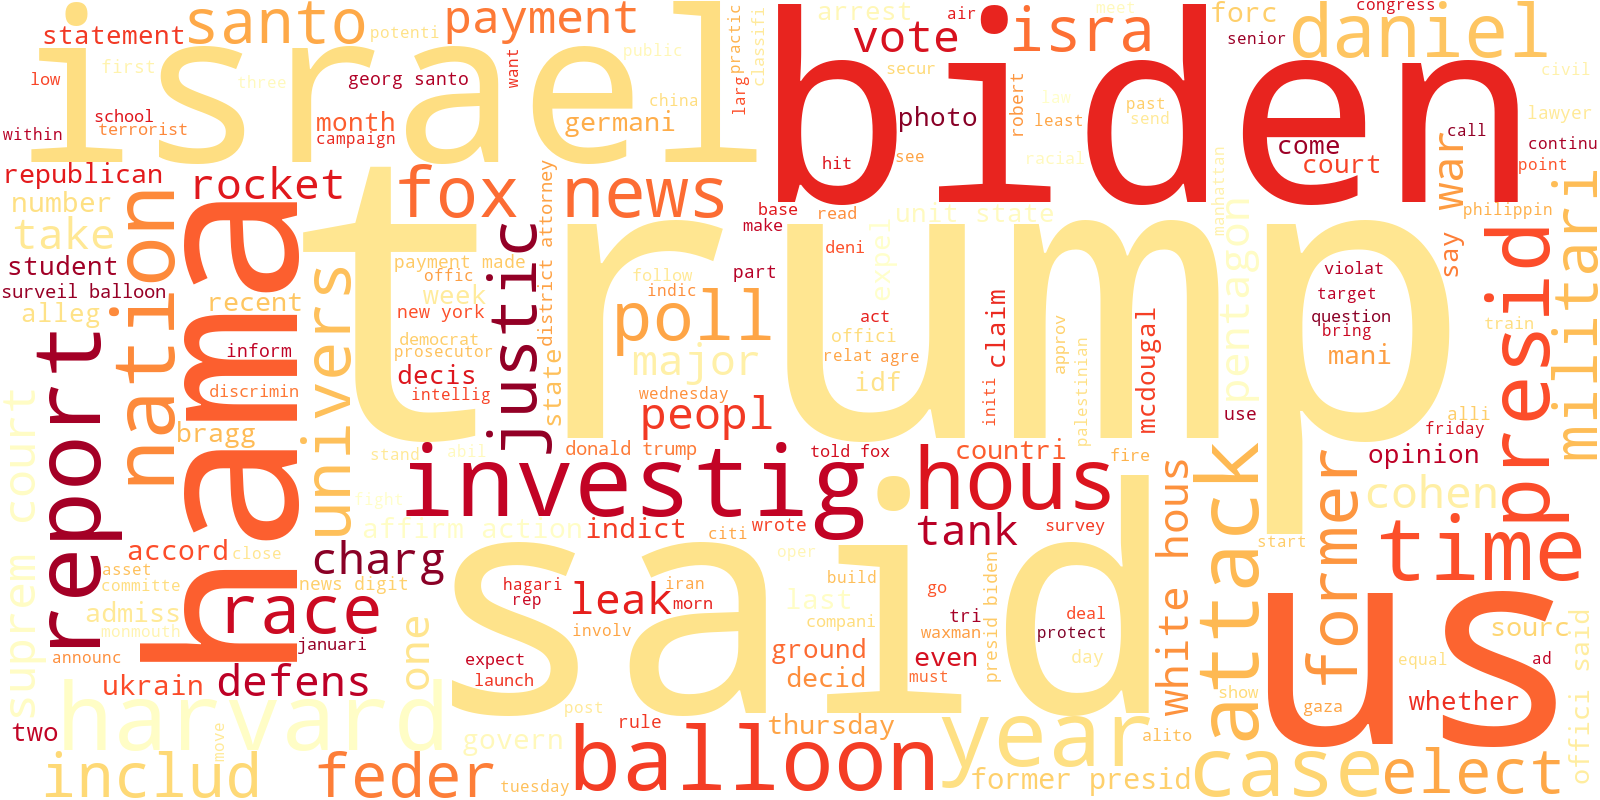 statement
santo
potenti
payment
israel
low
first
three
georg santo
want
public
china
larg
practic
classifi
within
school
terrorist
month
campaign
germani
air
arrest
vote
isra
meet
forc
senior
congress
daniel
biden
secur
photo
see
hit
robert
law
least
past
send
racial
come
court
call
civil
lawyer
continu
point
republican
number
take
student
surveil balloon
alleg
nation
rocket
recent
inform
discrimin
bragg
hama
univers
fox news
trump
payment made
offic
week
new york
democrat
prosecutor
decis
intellig
justic
district attorney
state
follow
indic
poll
major
wednesday
peopl
base
make
read
deni
part
act
offici
relat
agre
idf
expel
unit state
claim
initi
approv
palestinian
mcdougal
manhattan
pentagon
violat
target
question
bring
mani
use
say
war
philippin
presid
train
militari
alli
friday
opinion
report
suprem court
stand
abil
donald trump
told fox
countri
fire
investig
hous
fight
affirm action
indict
citi
wrote
tank
survey
white hous
attack
start
former
cohen
time
accord
close
asset
committe
admiss
monmouth
announc
race
januari
charg
news digit
one
said
hagari
rep
leak
iran
morn
involv
oper
build
last
compani
go
tri
waxman
presid biden
deal
protect
day
us
sourc
equal
ad
offici said
ukrain
defens
expect
launch
ground
decid
even
must
show
gaza
whether
two
harvard
move
post
rule
govern
thursday
balloon
year
alito
former presid
case
elect
includ
feder
tuesday